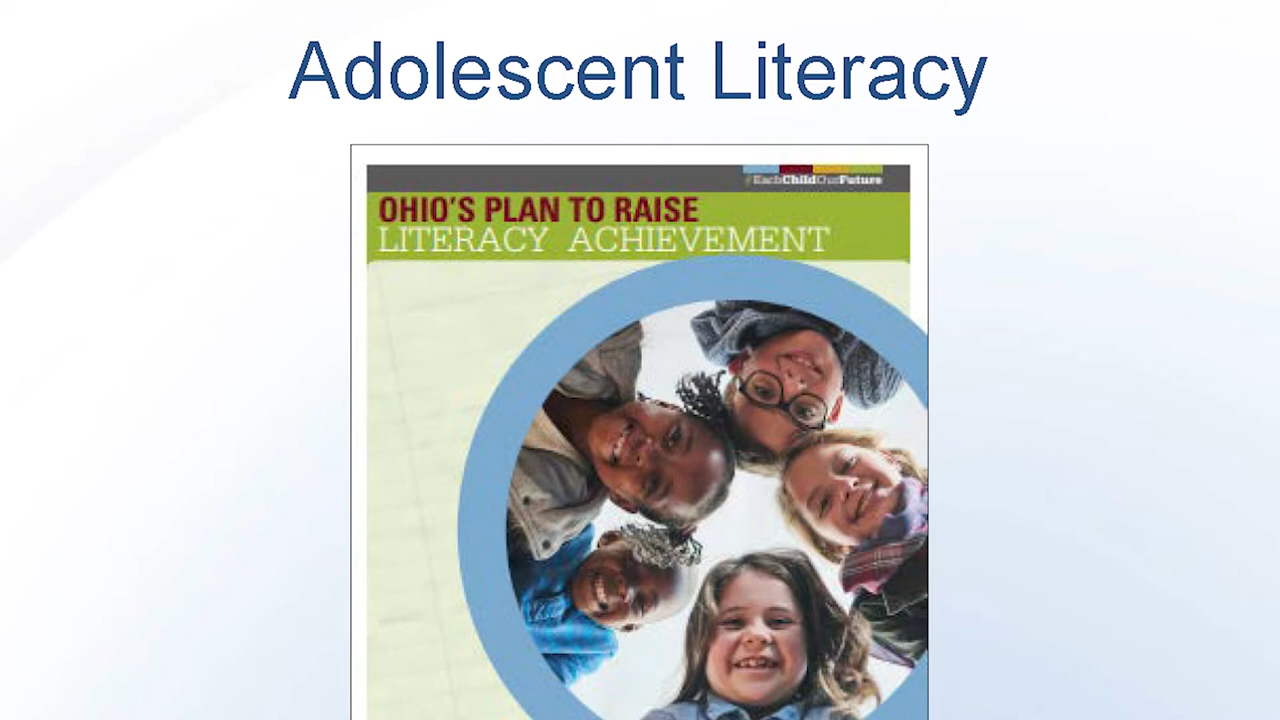 Adolescent Literacy
#EachChildOurFuture
OHIO'S PLAN TO RAISE
LITERACY ACHIEVEMENT